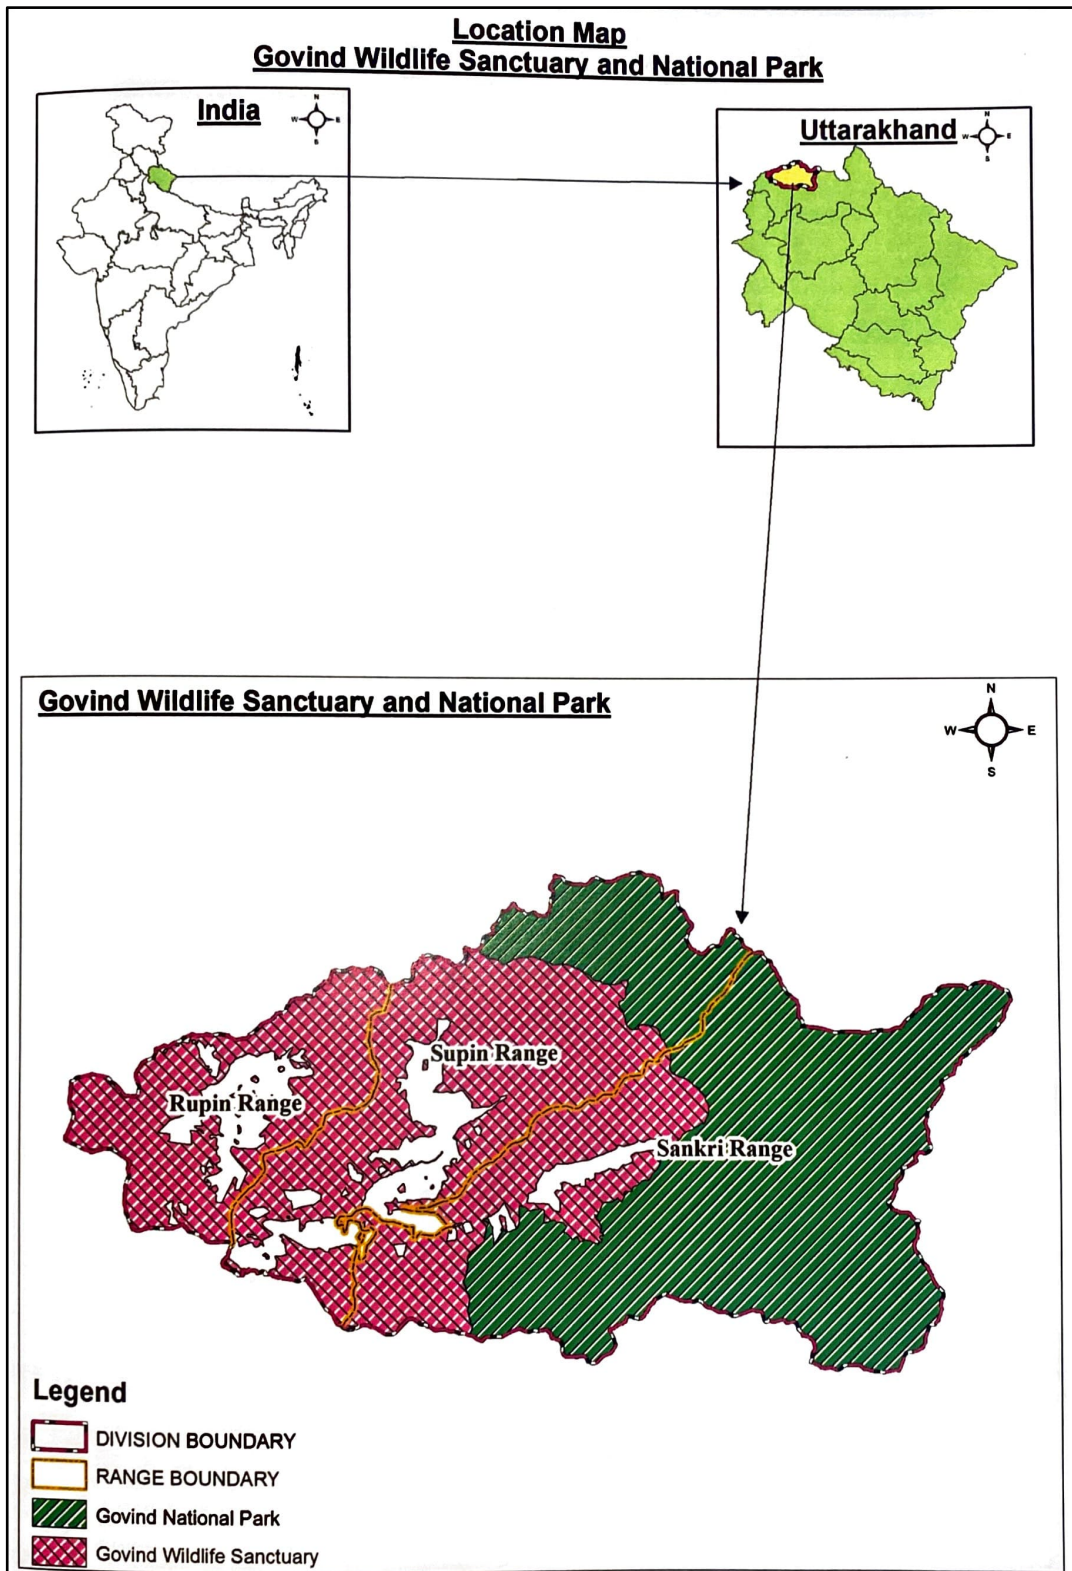 Location Map
Govind Wildlife Sanctuary and National Park
India
N
W
E
S
Uttarakhand
N
W
E
S
Govind Wildlife Sanctuary and National Park
N
W
E
S
Supin Range
Rupin Range
Sankri Range
Legend
DIVISION BOUNDARY
RANGE BOUNDARY
Govind National Park
Govind Wildlife Sanctuary